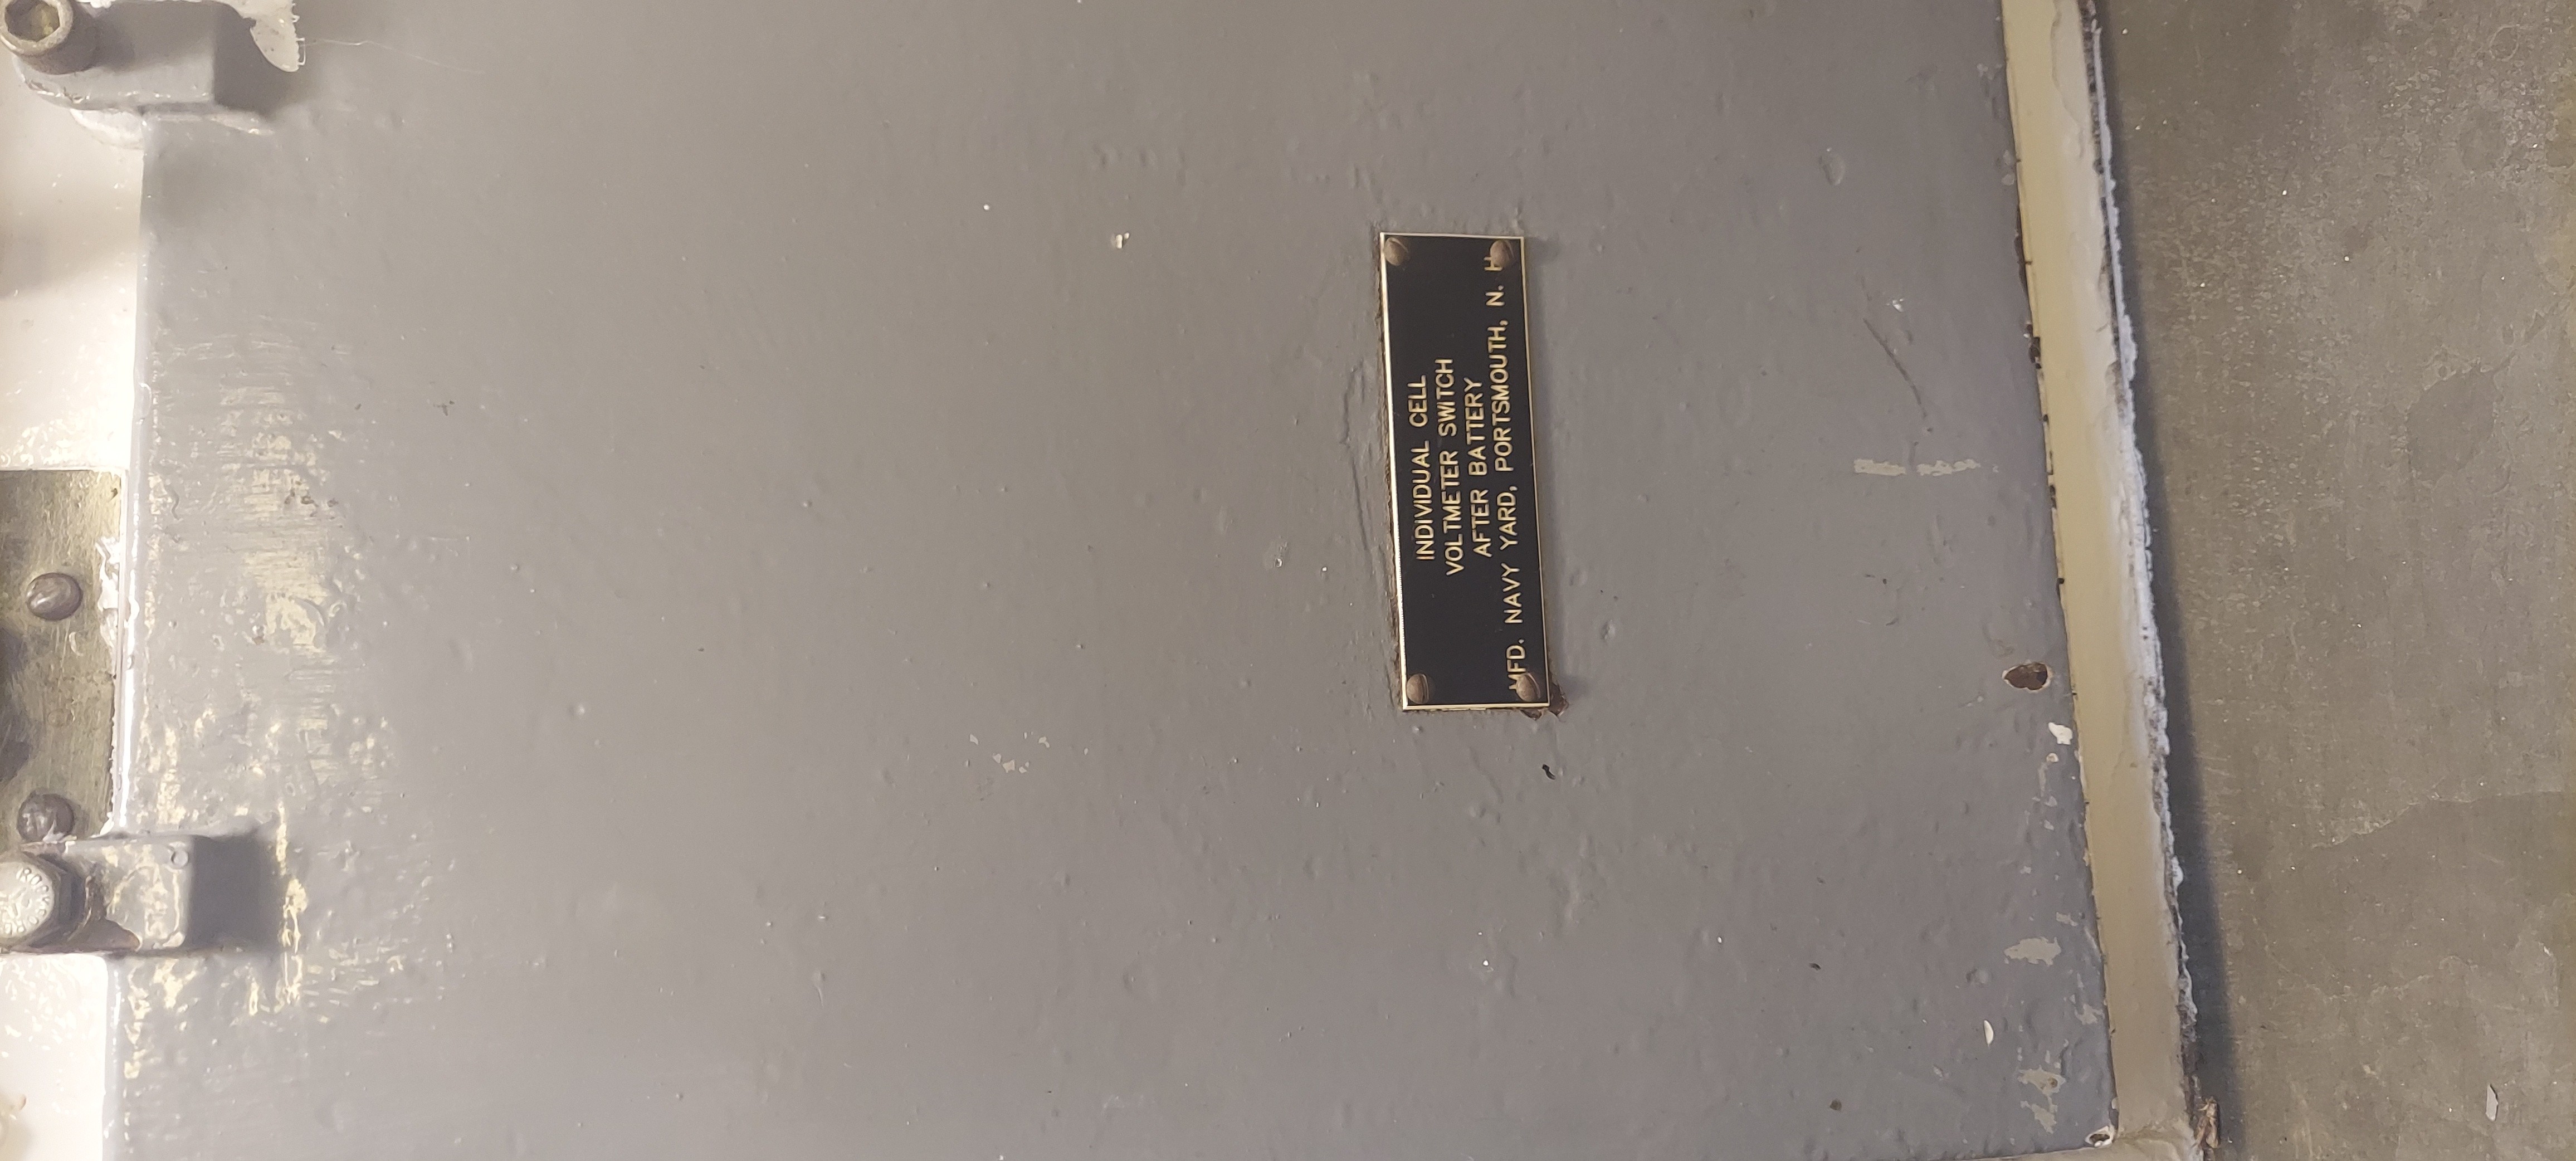 INDIVIDUAL CELL
VOLTMETER SWITCH
AFTER BATTERY
MFD. NAVY YARD, PORTSMOUTH, N. H